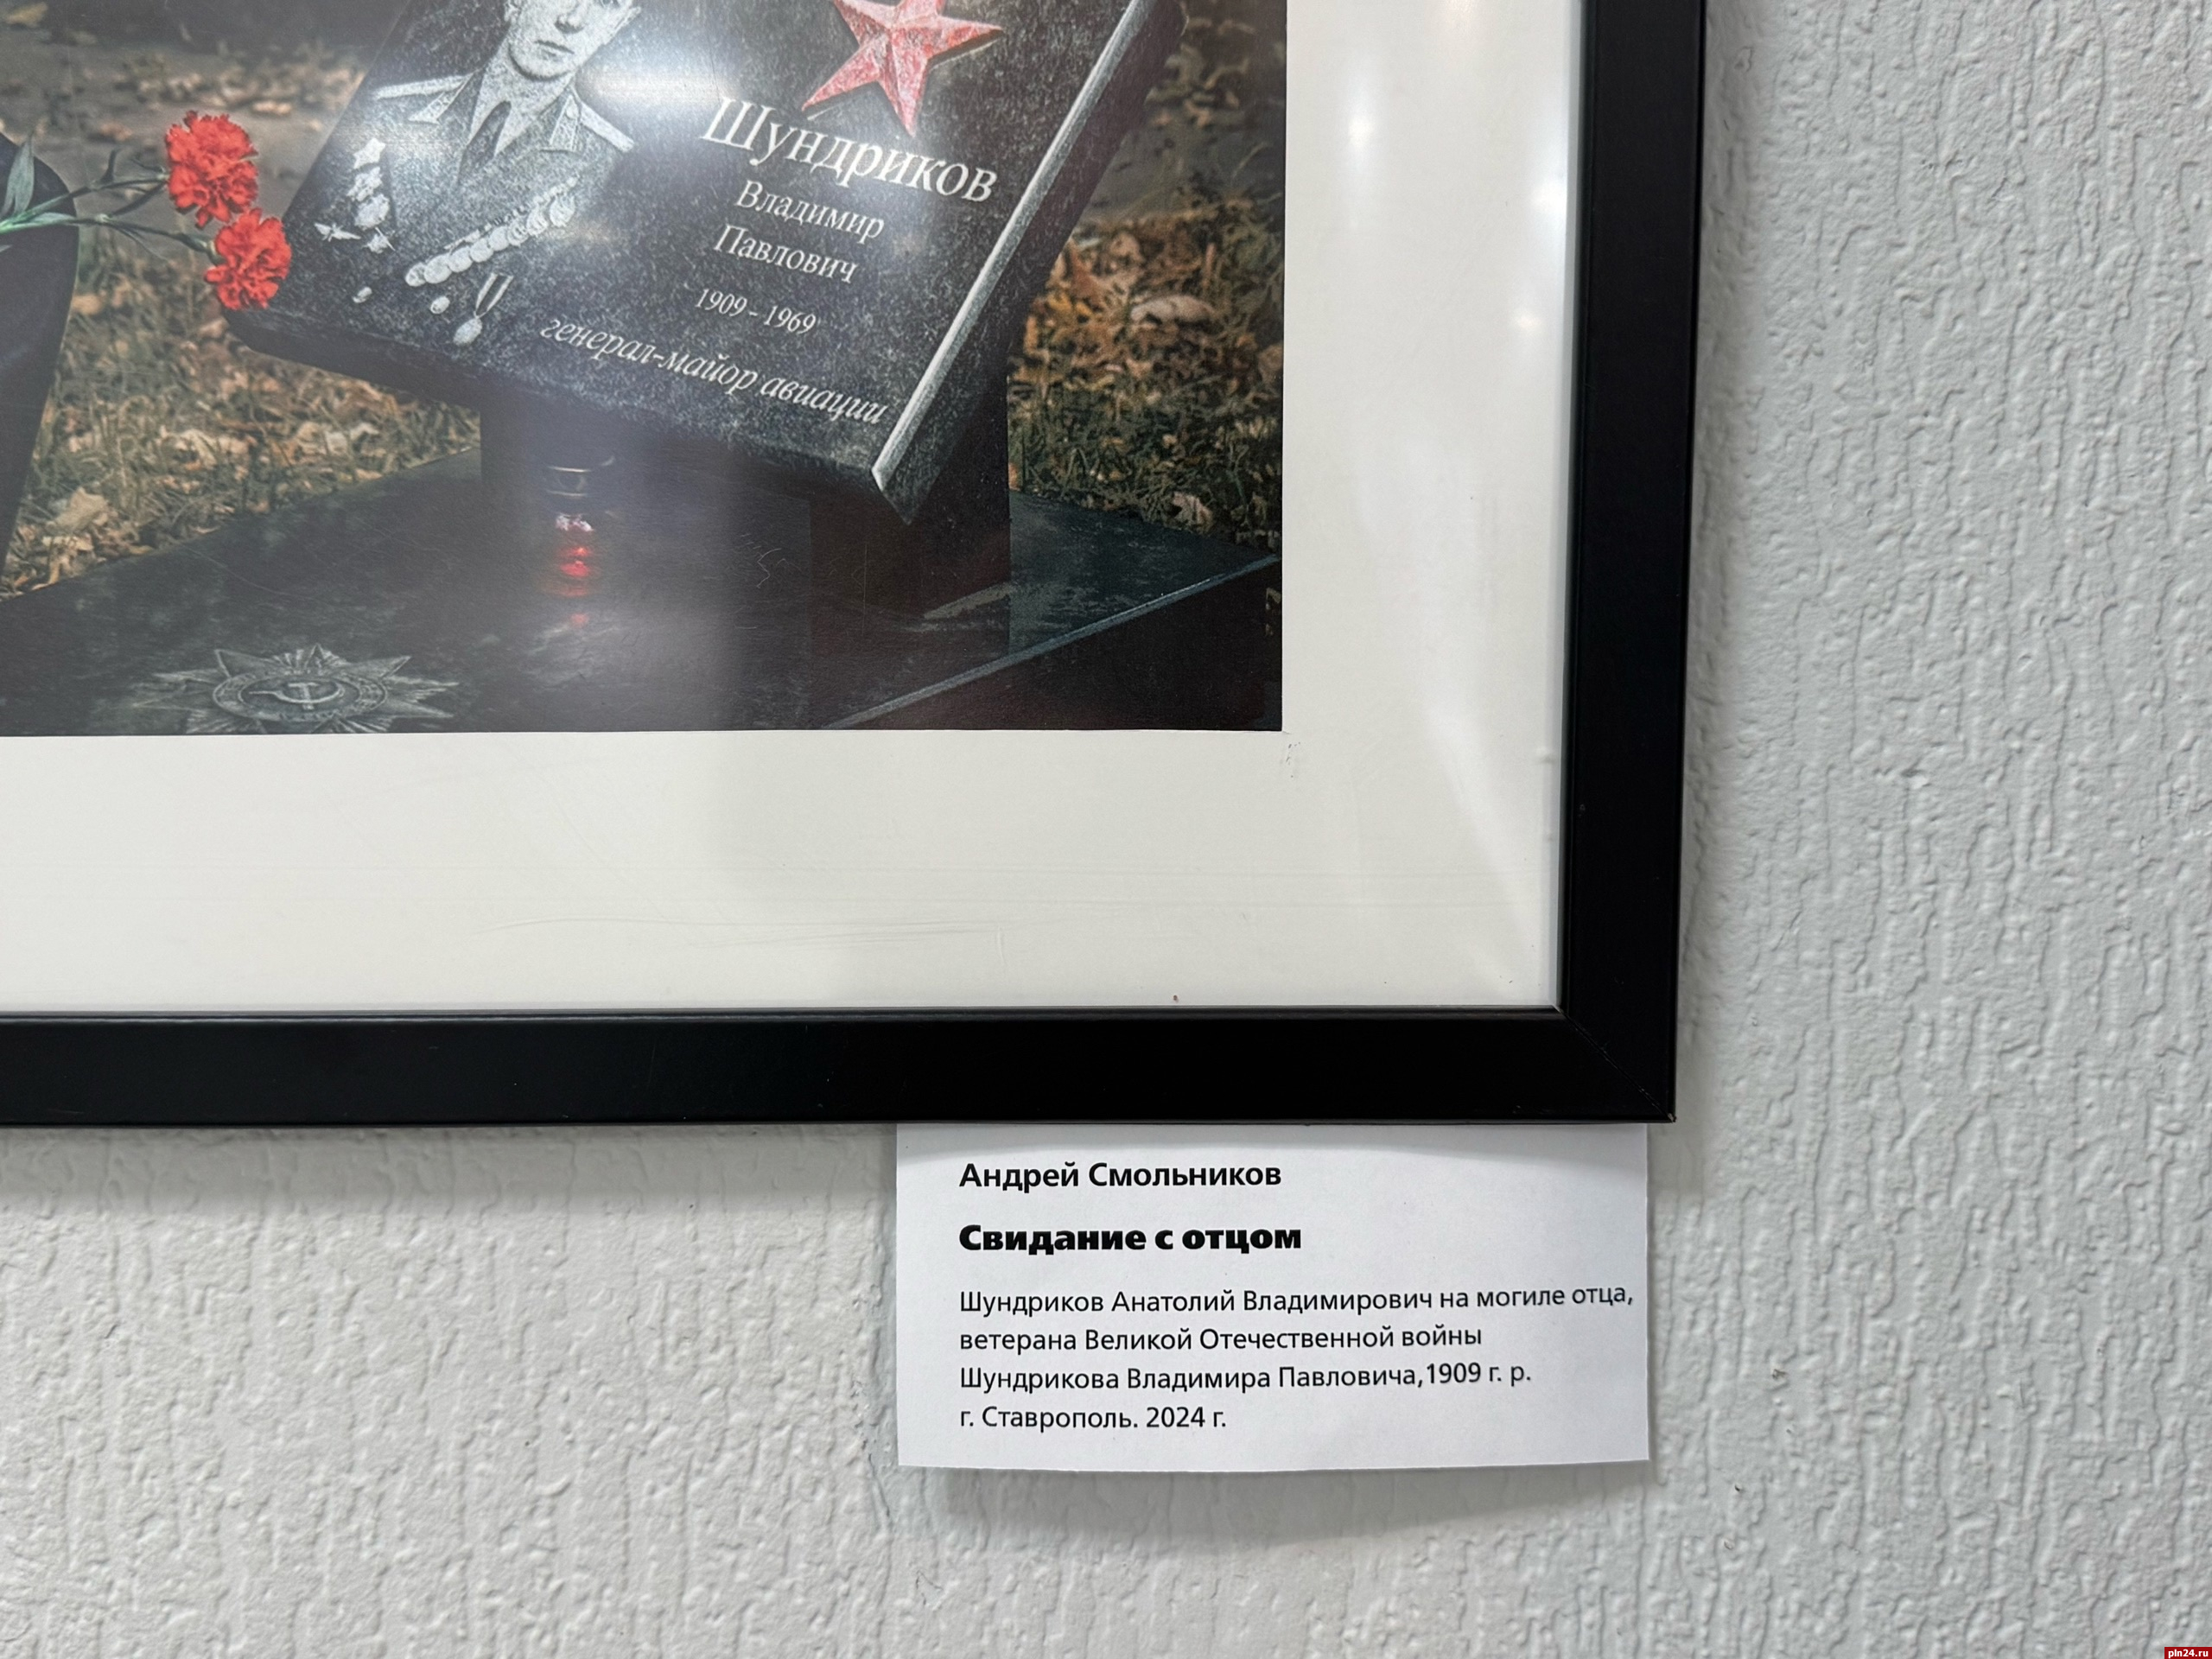 Шундриков
Владимир
Павлович
1909 - 1969
генерал-майор авиации
Андрей Смольников
Свидание с отцом
Шундриков Анатолий Владимирович на могиле отца,
ветерана Великой Отечественной войны
Шундрикова Владимира Павловича,1909 г. р.
г. Ставрополь. 2024 г.
pln24.ru